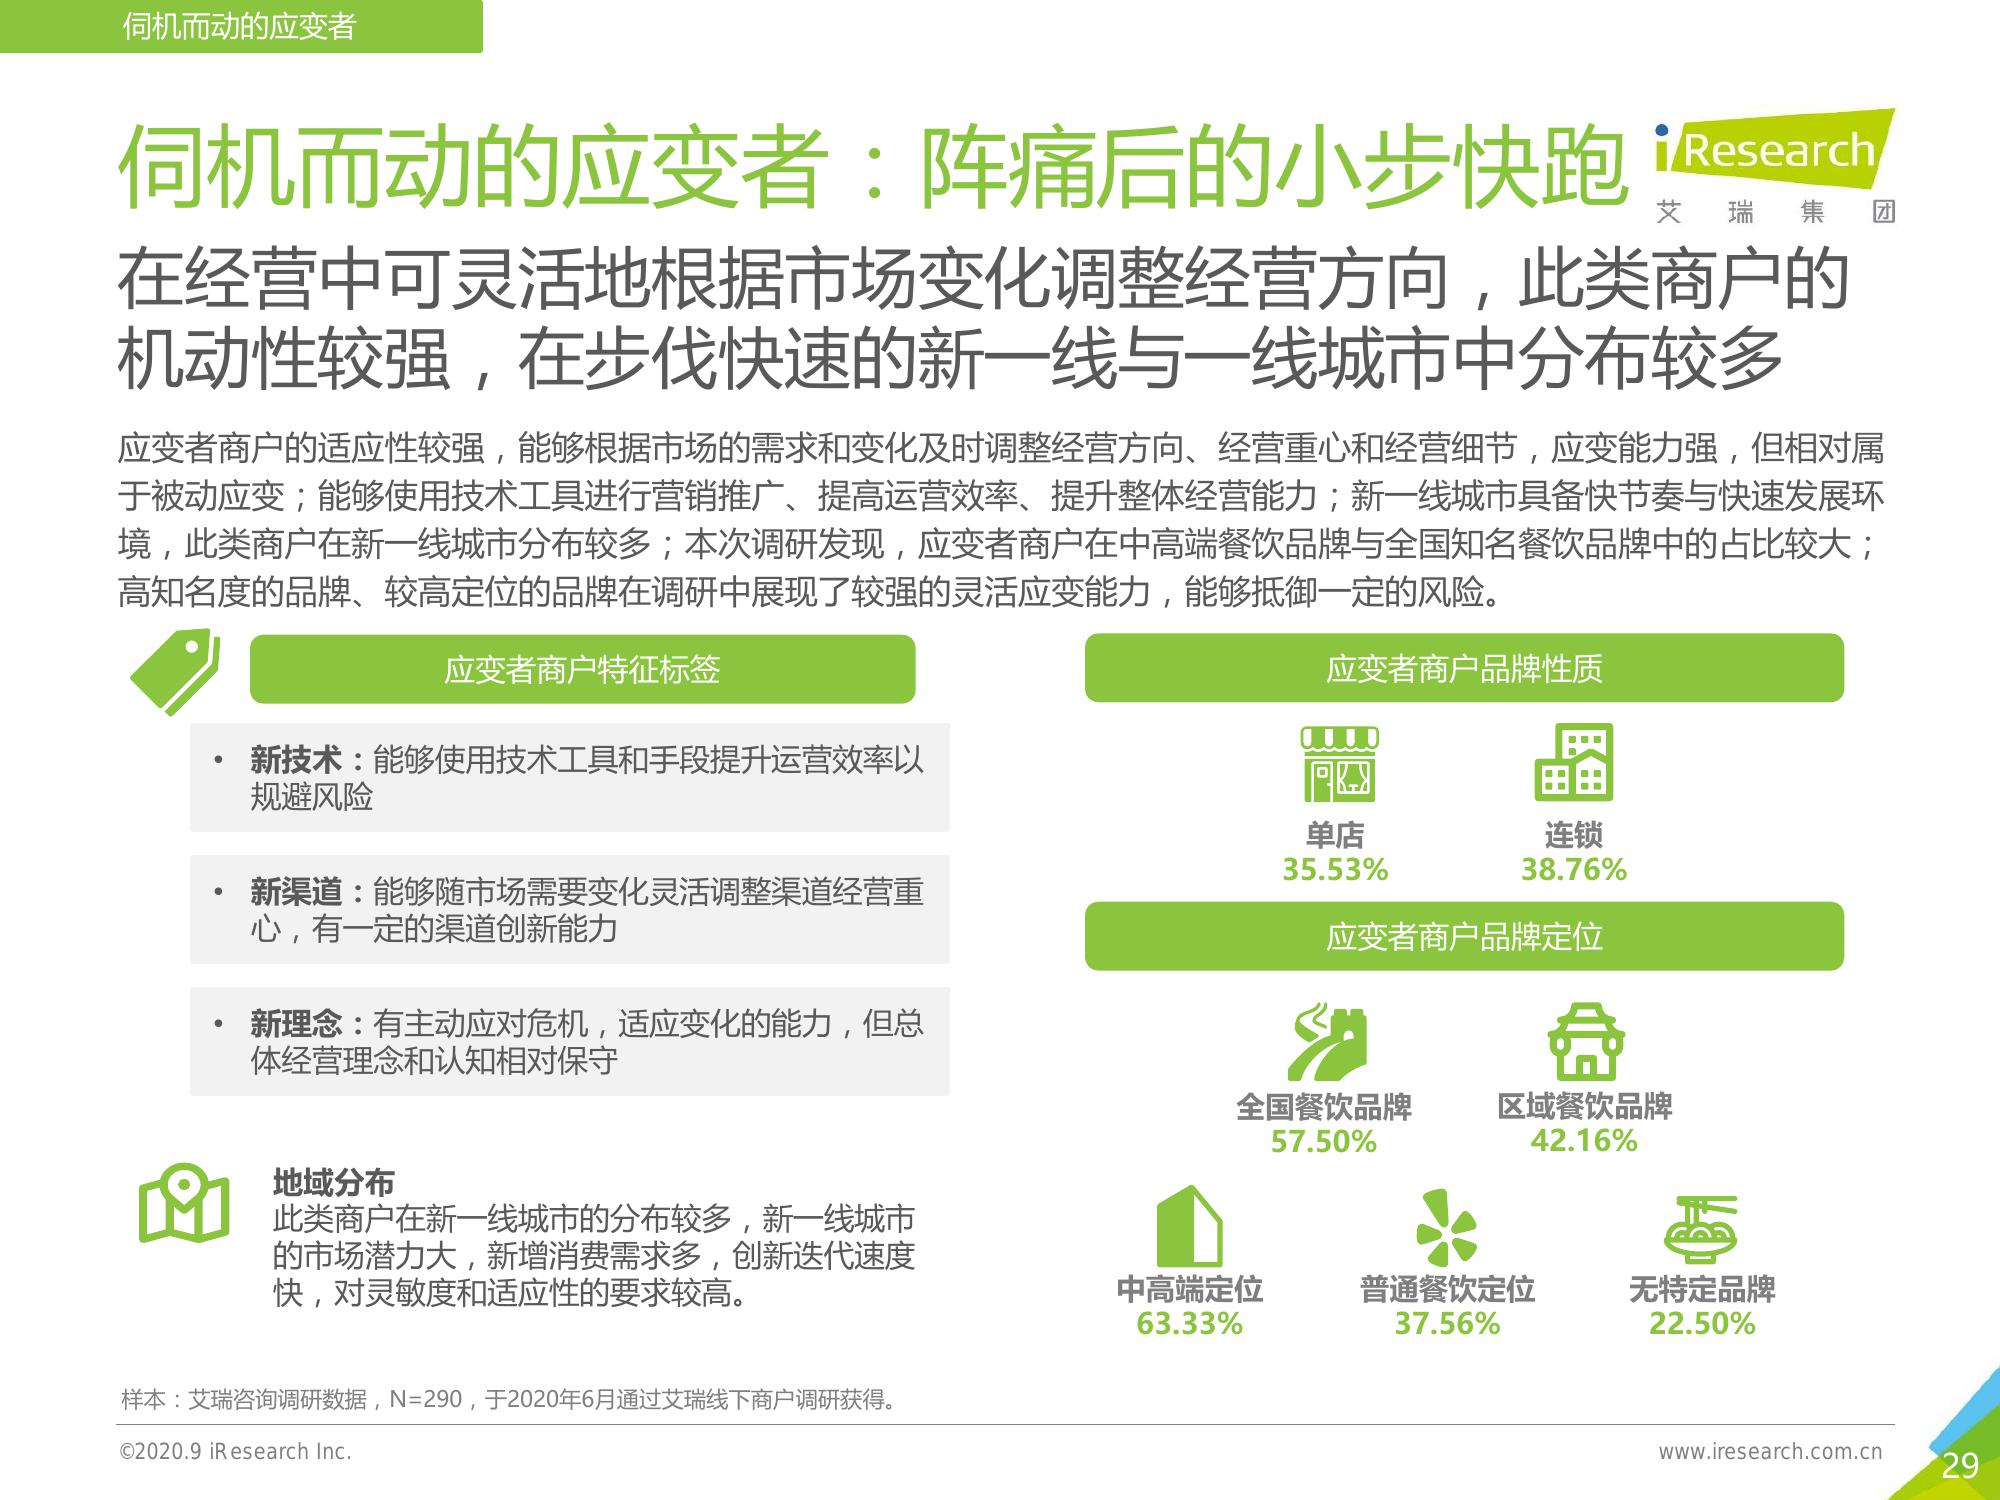 伺机而动的应变者
伺机而动的应变者：阵痛后的小步快跑
iResearch
艾瑞集团
在经营中可灵活地根据市场变化调整经营方向，此类商户的
机动性较强，在步伐快速的新一线与一线城市中分布较多
应变者商户的适应性较强，能够根据市场的需求和变化及时调整经营方向、经营重心和经营细节，应变能力强，但相对属
于被动应变；能够使用技术工具进行营销推广、提高运营效率、提升整体经营能力；新一线城市具备快节奏与快速发展环
境，此类商户在新一线城市分布较多；本次调研发现，应变者商户在中高端餐饮品牌与全国知名餐饮品牌中的占比较大；
高知名度的品牌、较高定位的品牌在调研中展现了较强的灵活应变能力，能够抵御一定的风险。
应变者商户特征标签
• 新技术：能够使用技术工具和手段提升运营效率以
规避风险
• 新渠道：能够随市场需要变化灵活调整渠道经营重
心，有一定的渠道创新能力
• 新理念：有主动应对危机，适应变化的能力，但总
体经营理念和认知相对保守
地域分布
此类商户在新一线城市的分布较多，新一线城市
的市场潜力大，新增消费需求多，创新迭代速度
快，对灵敏度和适应性的要求较高。
应变者商户品牌性质
单店 连锁
35.53% 38.76%
应变者商户品牌定位
全国餐饮品牌 区域餐饮品牌
57.50% 42.16%
中高端定位 普通餐饮定位 无特定品牌
63.33% 37.56% 22.50%
样本：艾瑞咨询调研数据，N=290，于2020年6月通过艾瑞线下商户调研获得。
©2020.9 iResearch Inc.
www.iresearch.com.cn
29